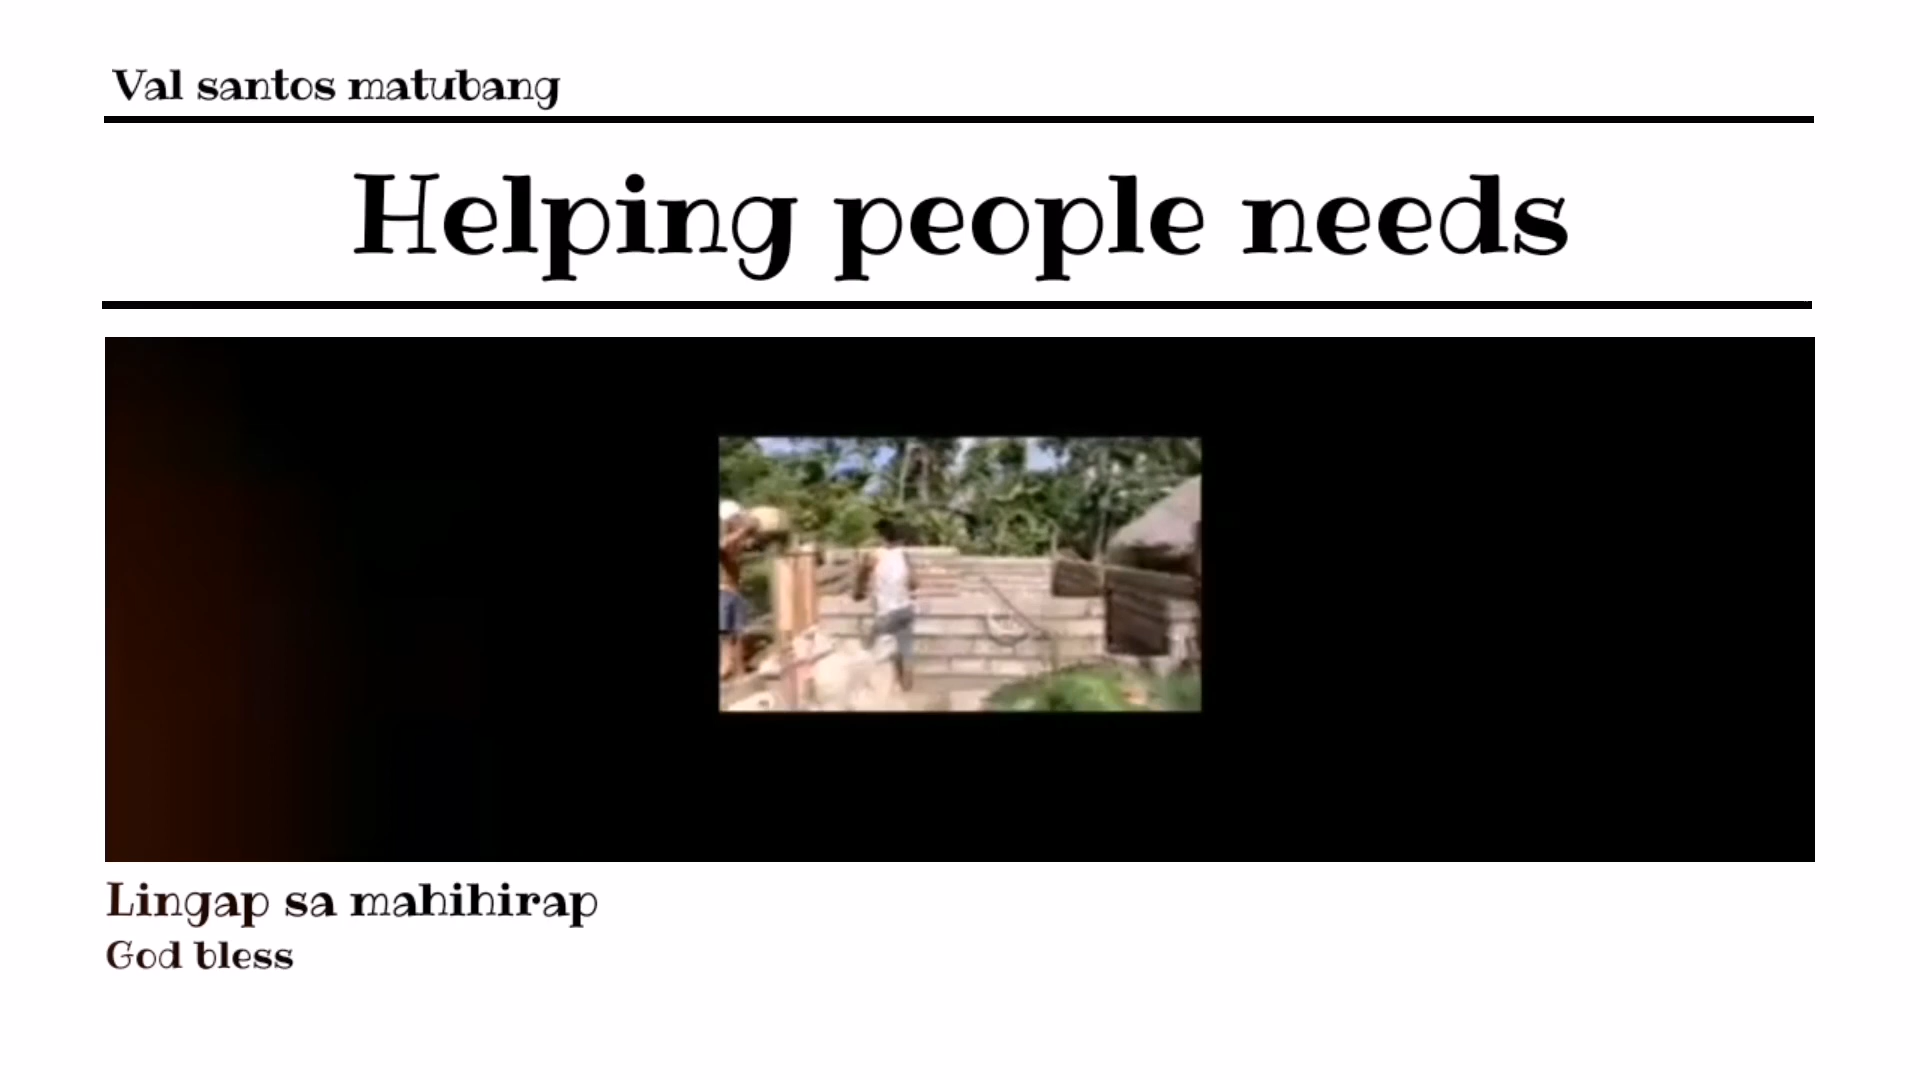 Val santos matubang
Helping people needs
Lingap sa mahihirap
God bless